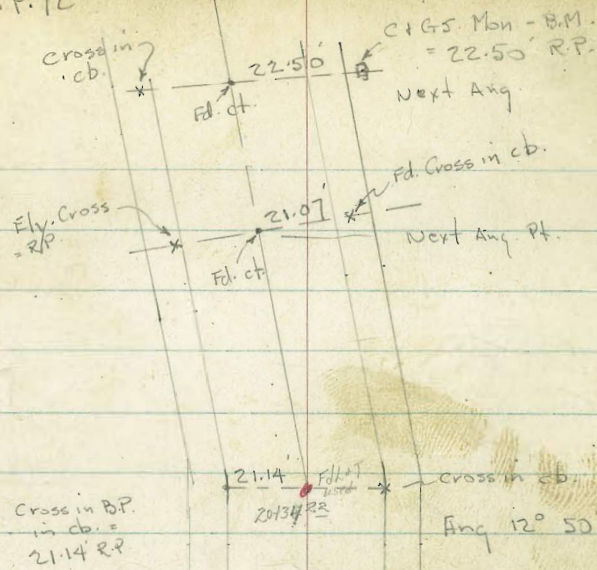 C & G.S. Mon - B.M.
Cross in
cb.
22.50'
= 22.50' R.P.
Fd. ct.
Next Ang
Fd. Cross in cb.
Ely. Cross
= R/P
21.07'
Next Ang. Pt.
Fd. ct.
21.14'
Fd L & T
used
Cross in cb.
Cross in B.P.
in cb. =
21.14' R.P
Ang 12° 50'